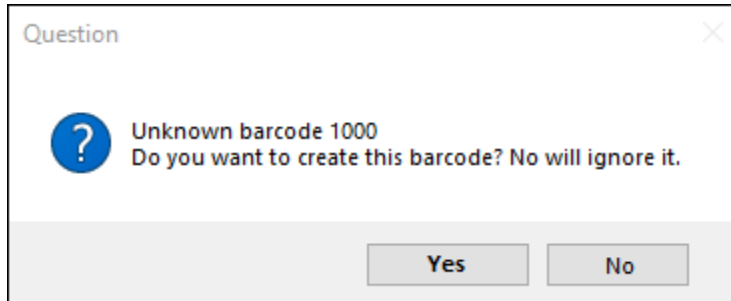 Question
Unknown barcode 1000
Do you want to create this barcode? No will ignore it.
Yes
No